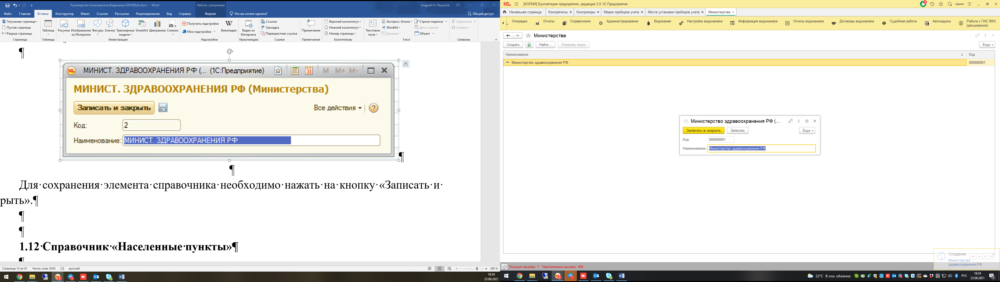 Руководство пользователя Водоканал ЮРЛИЦА.docx - Word
Работа с рисунками
Андрей Н. Пашутов
Файл Главная Вставка Конструктор Макет Ссылки Рассылки Рецензирование Вид Справка Формат Что вы хотите сделать? Общий доступ
Титульная страница
Пустая страница
Разрыв страницы
Страницы
Таблица
Таблицы
Рисунки Изображения из Интернета Фигуры Значки Трехмерные модели SmartArt Диаграмма Снимок
Иллюстрации
Получить надстройки
Мои надстройки
Википедия
Надстройки
Видео из Интернета
Мультимедиа
Ссылка
Закладка
Перекрестная ссылка
Ссылки
Примечание
Примечания
Верхний колонтитул
Нижний колонтитул
Номер страницы
Колонтитулы
Текстовое поле
Экспресс-блоки
WordArt
Буквица
Строки подписи
Дата и время
Объект
Текст
Уравнение
Символ
Символы
¶
МИНИСТ. ЗДРАВООХРАНЕНИЯ РФ (... (1С:Предприятие) 31 M M+ M-
МИНИСТ. ЗДРАВООХРАНЕНИЯ РФ (Министерства)
Записать и закрыть Все действия ?
Код: 2
Наименование: МИНИСТ. ЗДРАВООХРАНЕНИЯ РФ
¶
¶
Для·сохранения·элемента·справочника·необходимо·нажать·на·кнопку·«Записать·и·
рыть».¶
¶
¶
1.12·Справочник·«Населенные·пункты»¶
¶
Страница 15 из 91 Число слов: 9350 русский 280 %
18:34
23.08.2021
[КОПИЯ] Бухгалтерия предприятия, редакция 3.0 1С:Предприятие
3 Админ
Начальная страница Контрагенты × Контролеры × Марки приборов учета × Места установки приборов учета × Министерства ×
Операции Отчеты Справочники Администрирование Водоканал Настройки водоканала Информация водоканала Отчеты водоканала Договоры водоканала Судебная работа Автозадачи Работа с ГИС ЖКХ
(расширение)
Министерства
Создать Найти... Отменить поиск Еще
Наименование ↓ Код
Министерство здравоохранения РФ 000000001
Министерство здравоохранения РФ (...
Записать и закрыть Записать Еще
Код: 000000001
Наименование: Министерство здравоохранения РФ
Создание:
Министерство
здравоохранения РФ
Текущие вызовы: 1 Накопленные вызовы: 464
22°C В осн. облачно РУС
18:34
23.08.2021
2